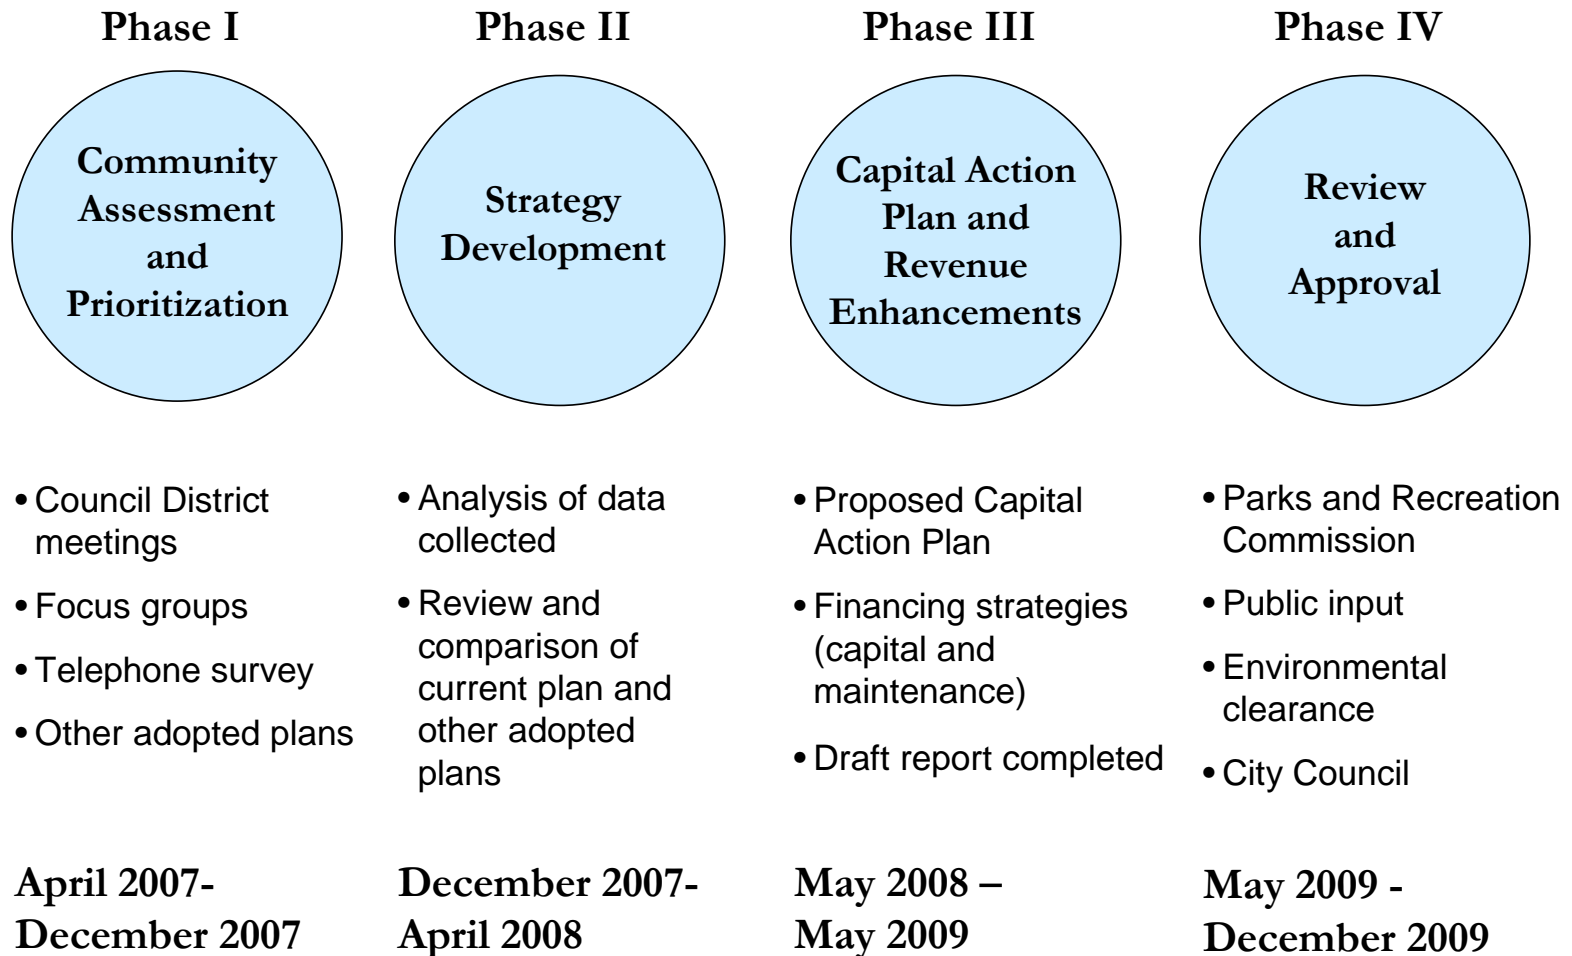 Phase I
Community
Assessment
and
Prioritization
• Council District
meetings
• Focus groups
• Telephone survey
• Other adopted plans
April 2007-
December 2007
Phase II
Strategy
Development
• Analysis of data
collected
• Review and
comparison of
current plan and
other adopted
plans
December 2007-
April 2008
Phase III
Capital Action
Plan and
Revenue
Enhancements
• Proposed Capital
Action Plan
• Financing strategies
(capital and
maintenance)
• Draft report completed
May 2008 –
May 2009
Phase IV
Review
and
Approval
• Parks and Recreation
Commission
• Public input
• Environmental
clearance
• City Council
May 2009 -
December 2009